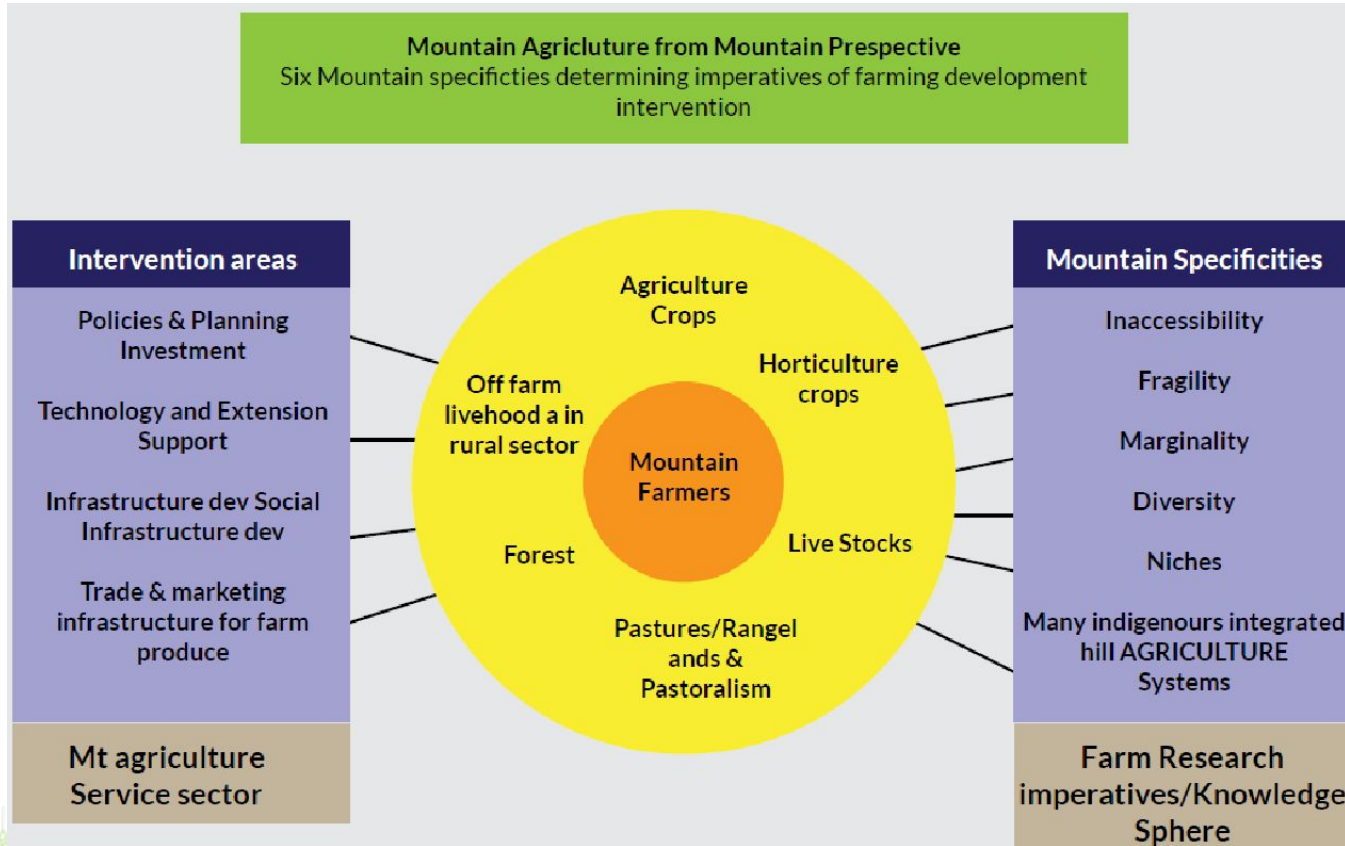 Mountain Agricluture from Mountain Prespective
Six Mountain specificties determining imperatives of farming development
intervention
Intervention areas
Policies & Planning
Investment
Technology and Extension
Support
Infrastructure dev Social
Infrastructure dev
Trade & marketing
infrastructure for farm
produce
Mt agriculture
Service sector
Agriculture
Crops
Horticulture
crops
Off farm
livehood a in
rural sector
Mountain
Farmers
Forest
Live Stocks
Pastures/Rangel
ands &
Pastoralism
Mountain Specificities
Inaccessibility
Fragility
Marginality
Diversity
Niches
Many indigenours integrated
hill AGRICULTURE
Systems
Farm Research
imperatives/Knowledge
Sphere